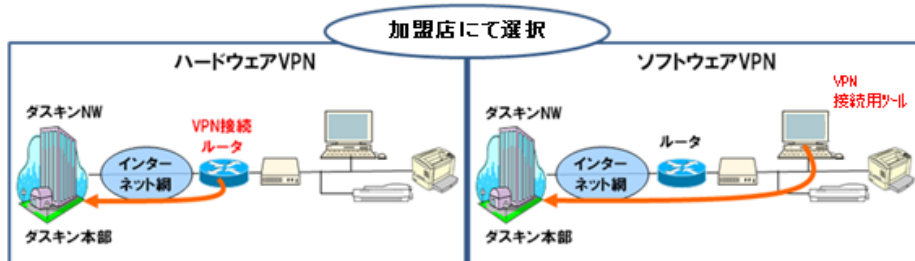 加盟店にて選択
ハードウェアVPN
ダスキンNW
VPN接続
ルータ
インター
ネット網
ダスキン本部
ソフトウェアVPN
VPN
接続用ツール
ダスキンNW
ルータ
インター
ネット網
ダスキン本部